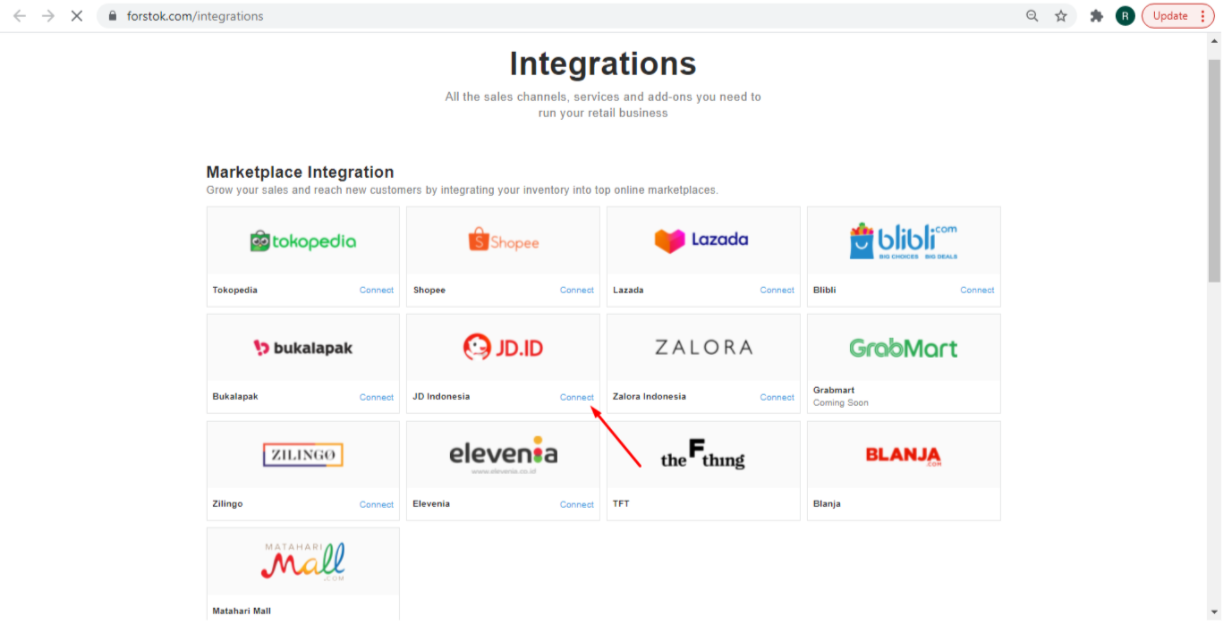 forstok.com/integrations
R
Update
Integrations
All the sales channels, services and add-ons you need to
run your retail business
Marketplace Integration
Grow your sales and reach new customers by integrating your inventory into top online marketplaces.
tokopedia
S Shopee
Lazada
blibli.com
BIG CHOICES BIG DEALS
Tokopedia Connect
Shopee Connect
Lazada Connect
Blibli Connect
bukalapak
JD.ID
ZALORA
GrabMart
Bukalapak Connect
JD Indonesia Connect
Zalora Indonesia Connect
Grabmart
Coming Soon
ZILINGO
elevenia
www.elevenia.co.id
the F thing
BLANJA
.COM
Zilingo Connect
Elevenia Connect
TFT
Blanja
MATAHARI
Mall
.COM
Matahari Mall